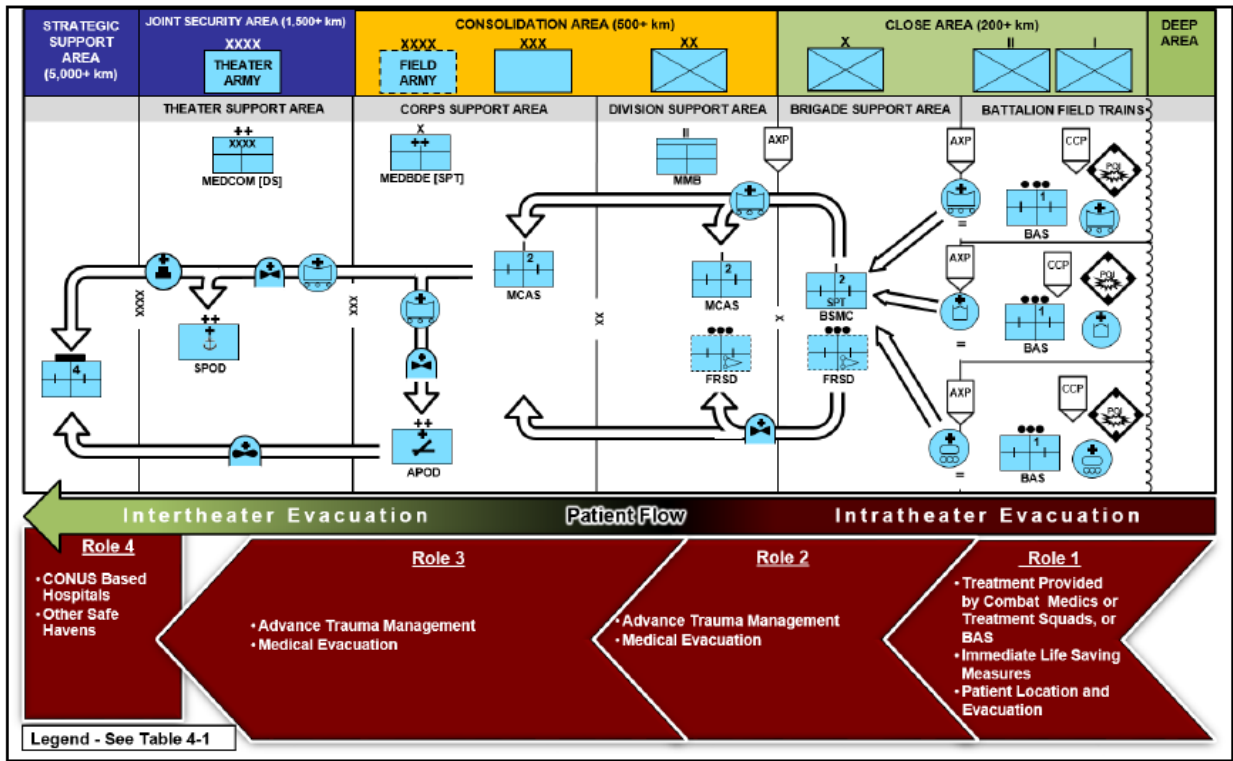 STRATEGIC
SUPPORT
AREA
(5,000+ km)
JOINT SECURITY AREA (1,500+ km)
XXXX
THEATER
ARMY
CONSOLIDATION AREA (500+ km)
XXXX
FIELD
ARMY
XXX
XX
CLOSE AREA (200+ km)
X
II
I
DEEP
AREA
THEATER SUPPORT AREA
CORPS SUPPORT AREA
DIVISION SUPPORT AREA
BRIGADE SUPPORT AREA
BATTALION FIELD TRAINS
++
XXXX
MEDCOM [DS]
X
++
MEDBDE [SPT]
II
MMB
AXP
AXP
CCP
POI
1
BAS
=
I
2
MCAS
I
2
MCAS
I
2
SPT
BSMC
AXP
CCP
POI
1
BAS
=
XXXX
XXX
XX
X
++
SPOD
4
FRSD
FRSD
AXP
CCP
POI
1
BAS
=
++
APOD
Intertheater Evacuation
Patient Flow
Intratheater Evacuation
Role 4
• CONUS Based
Hospitals
• Other Safe
Havens
Role 3
• Advance Trauma Management
• Medical Evacuation
Role 2
• Advance Trauma Management
• Medical Evacuation
Role 1
• Treatment Provided
by Combat Medics or
Treatment Squads, or
BAS
• Immediate Life Saving
Measures
• Patient Location and
Evacuation
Legend - See Table 4-1